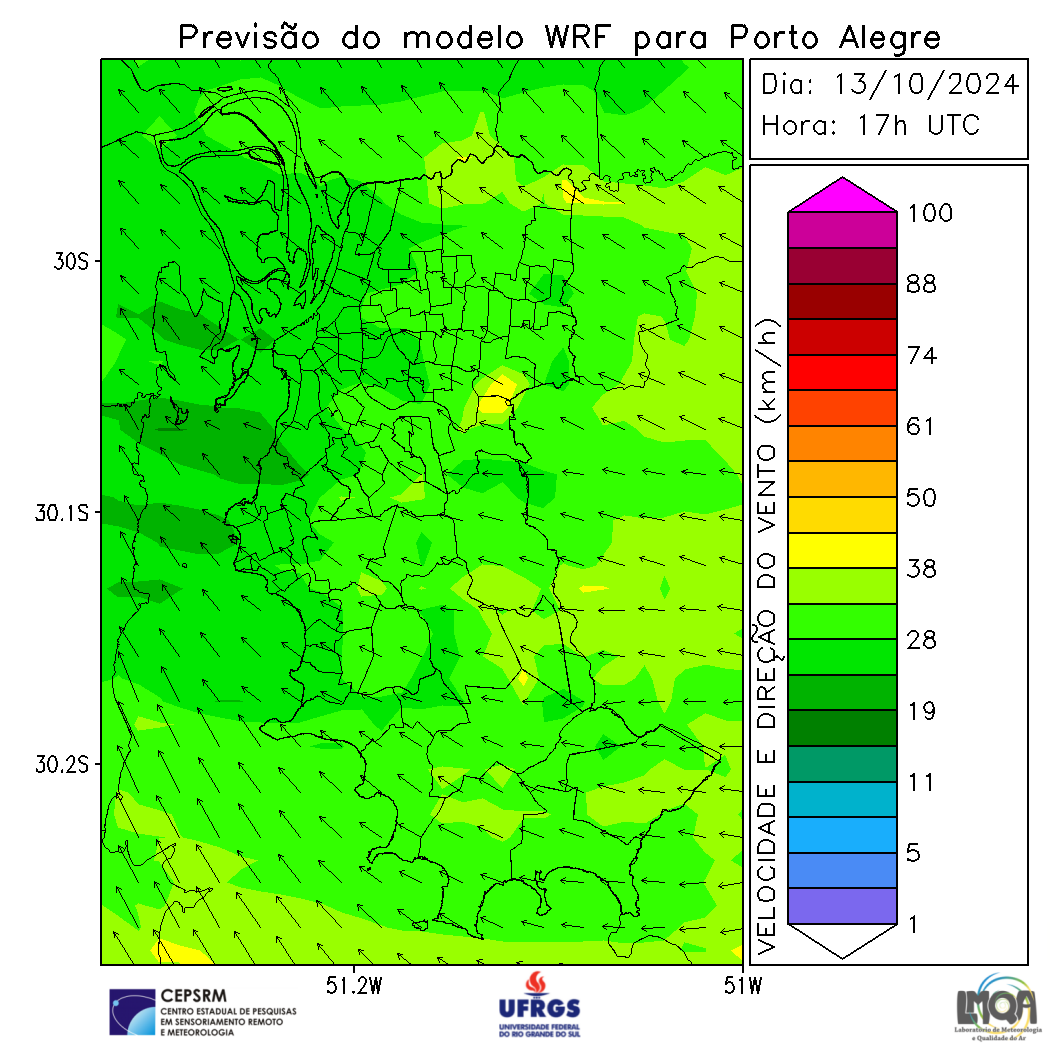 Previsão do modelo WRF para Porto Alegre
Dia: 13/10/2024
Hora: 17h UTC
30S
30.1S
30.2S
51.2W
51W
VELOCIDADE E DIREÇÃO DO VENTO (km/h)
100
88
74
61
50
38
28
19
11
5
1
CEPSRM
CENTRO ESTADUAL DE PESQUISAS
EM SENSORIAMENTO REMOTO
E METEOROLOGIA
UFRGS
UNIVERSIDADE FEDERAL
DO RIO GRANDE DO SUL
LMQA
Laboratório de Meteorologia
e Qualidade do Ar